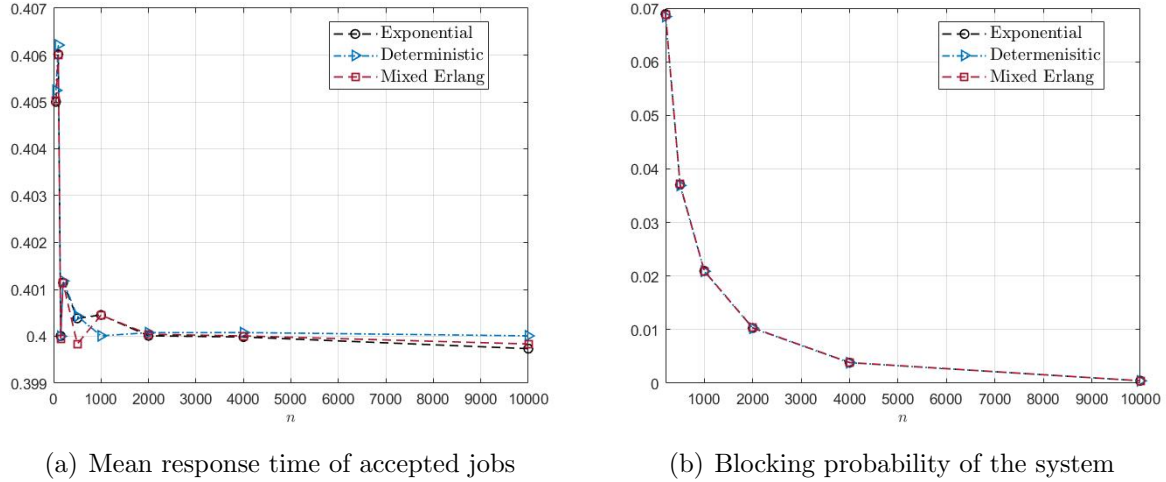 0.407
0.406
0.405
0.404
0.403
0.402
0.401
0.4
0.399
0 1000 2000 3000 4000 5000 6000 7000 8000 9000 10000
n
Exponential
Deterministic
Mixed Erlang
(a) Mean response time of accepted jobs
0.07
0.06
0.05
0.04
0.03
0.02
0.01
0
1000 2000 3000 4000 5000 6000 7000 8000 9000 10000
n
Exponential
Determenisitic
Mixed Erlang
(b) Blocking probability of the system